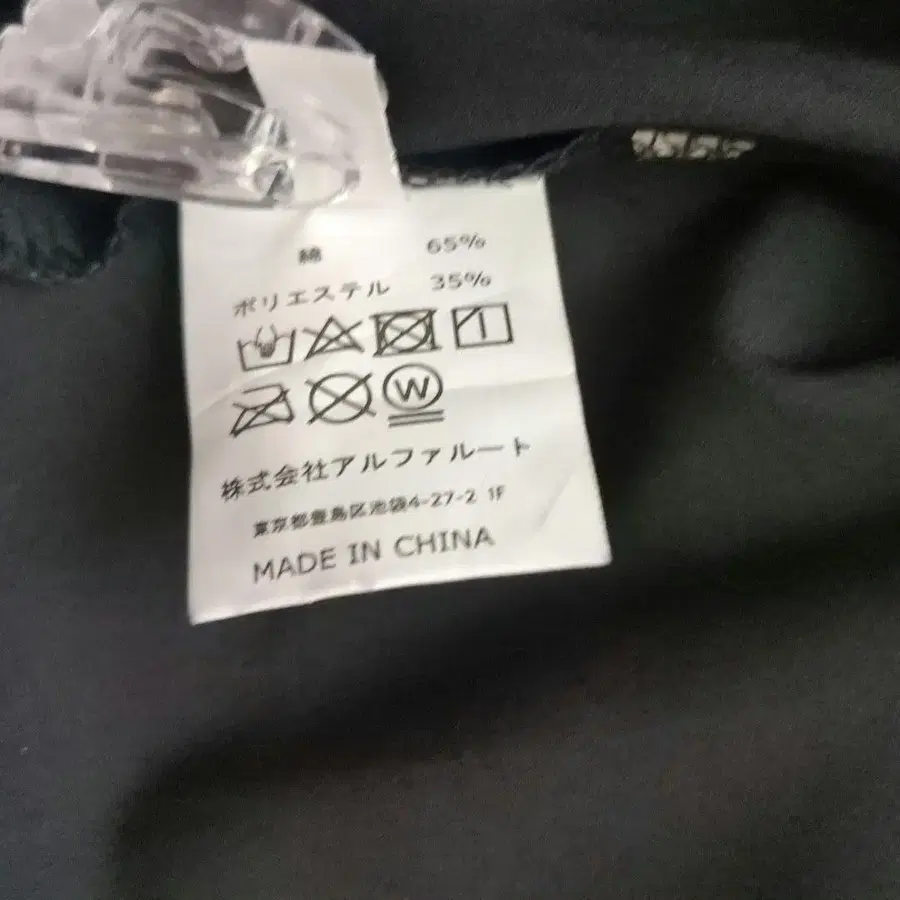 綿 65%
ポリエステル 35%
W
株式会社アルファルート
東京都豊島区池袋4-27-2 1F
MADE IN CHINA